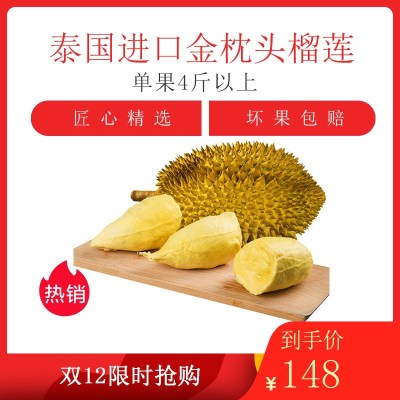 泰国进口金枕头榴莲
单果4斤以上
匠心精选 坏果包赔
热销
到手价
双12限时抢购 ¥148